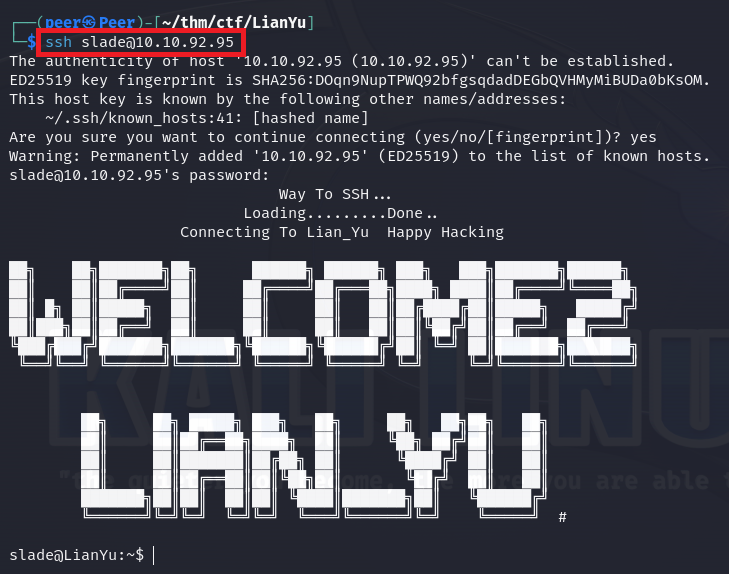 ┌──(peer㉿Peer)-[~/thm/ctf/LianYu]
└─$ ssh slade@10.10.92.95
The authenticity of host '10.10.92.95 (10.10.92.95)' can't be established.
ED25519 key fingerprint is SHA256:DOqn9NupTPWQ92bfgsqdadDEGbQVHMyMiBUDa0bKsOM.
This host key is known by the following other names/addresses:
~/.ssh/known_hosts:41: [hashed name]
Are you sure you want to continue connecting (yes/no/[fingerprint])? yes
Warning: Permanently added '10.10.92.95' (ED25519) to the list of known hosts.
slade@10.10.92.95's password:
Way To SSH...
Loading.........Done..
Connecting To Lian_Yu  Happy Hacking
WELCOME2
LIAN_YU #
slade@LianYu:~$